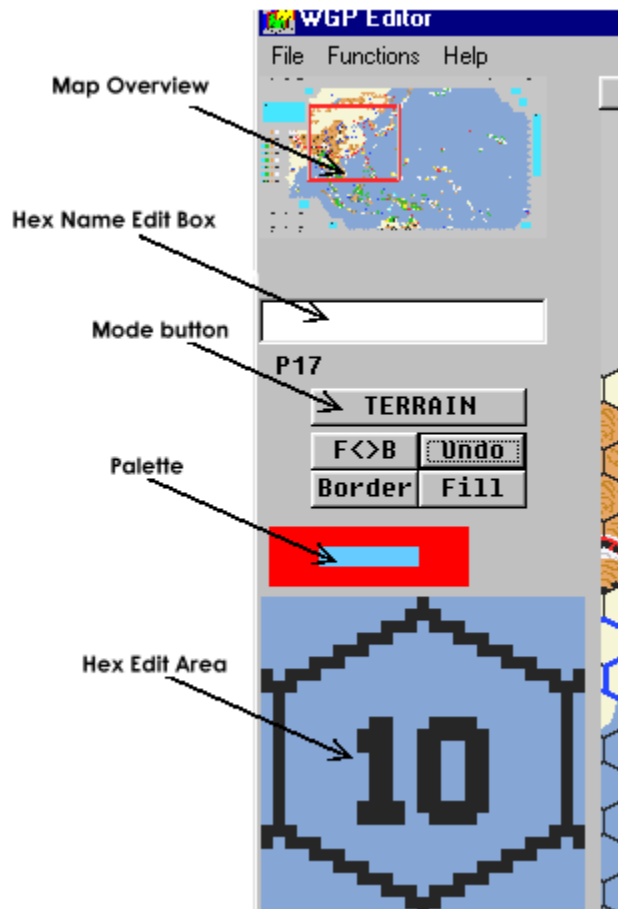 WGP Editor
File Functions Help
Map Overview
Hex Name Edit Box
Mode button
P17
TERRAIN
F<>B Undo
Palette
Border Fill
Hex Edit Area
10